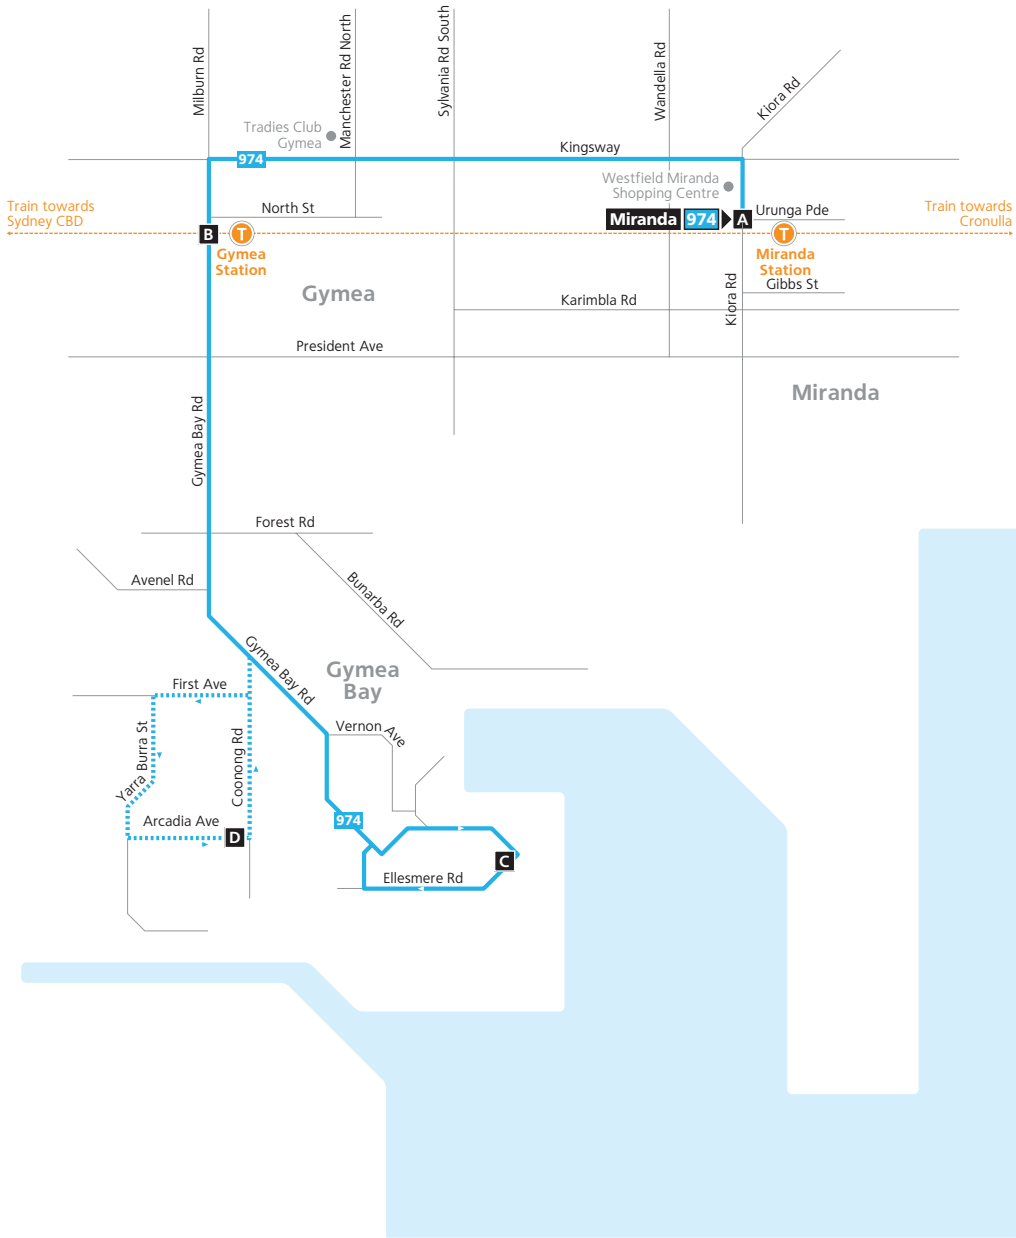 Milburn Rd
Manchester Rd North
Sylvania Rd South
Wandella Rd
Kiora Rd
Tradies Club
Gymea
974
Kingsway
Westfield Miranda
Shopping Centre
Train towards
Sydney CBD
North St
Miranda 974 A
Urunga Pde
Train towards
Cronulla
B
T
Gymea
Station
T
Miranda
Station
Gymea
Kiora Rd
Gibbs St
Karimbla Rd
President Ave
Miranda
Gymea Bay Rd
Forest Rd
Avenel Rd
Bunarba Rd
Gymea Bay Rd
Gymea
Bay
First Ave
Vernon Ave
Yarra Burra St
Coonong Rd
Arcadia Ave
D
974
C
Ellesmere Rd